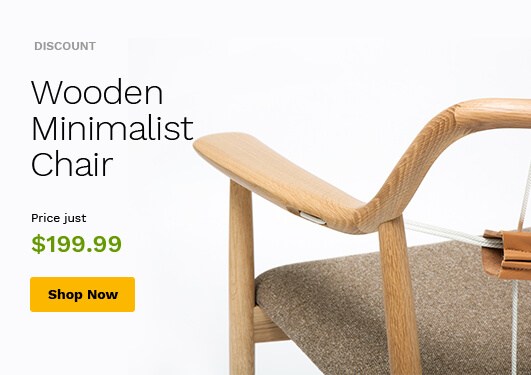 DISCOUNT
Wooden
Minimalist
Chair
Price just
$199.99
Shop Now